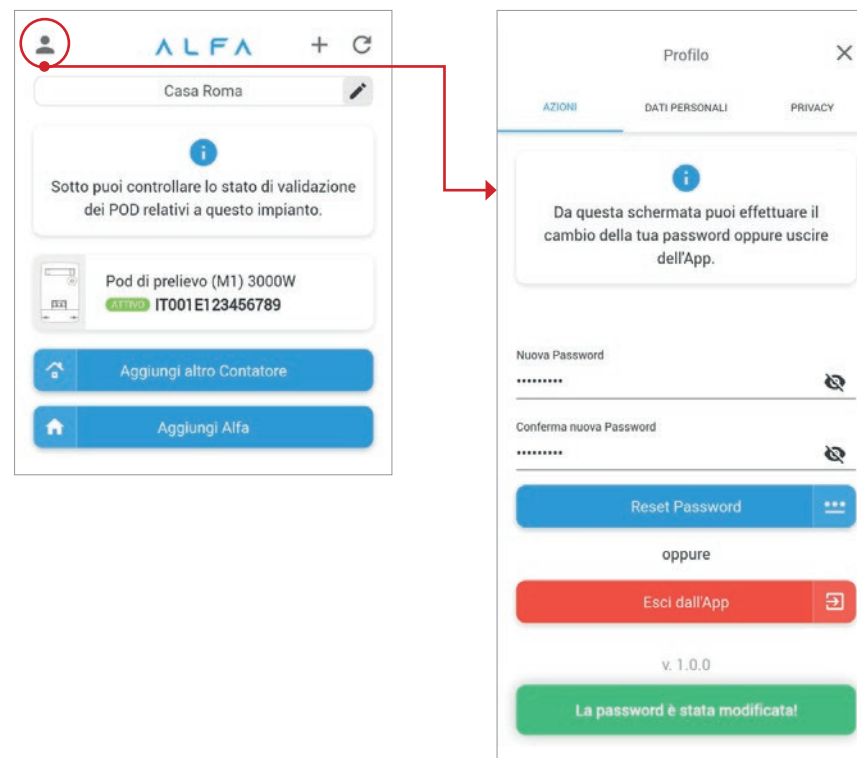 ALFA
Casa Roma
Sotto puoi controllare lo stato di validazione
dei POD relativi a questo impianto.
Pod di prelievo (M1) 3000W
ATTIVO IT001E123456789
Aggiungi altro Contatore
Aggiungi Alfa
Profilo
AZIONI DATI PERSONALI PRIVACY
Da questa schermata puoi effettuare il
cambio della tua password oppure uscire
dell'App.
Nuova Password
•••••••••
Conferma nuova Password
•••••••••
Reset Password
oppure
Esci dall'App
v. 1.0.0
La password è stata modificata!